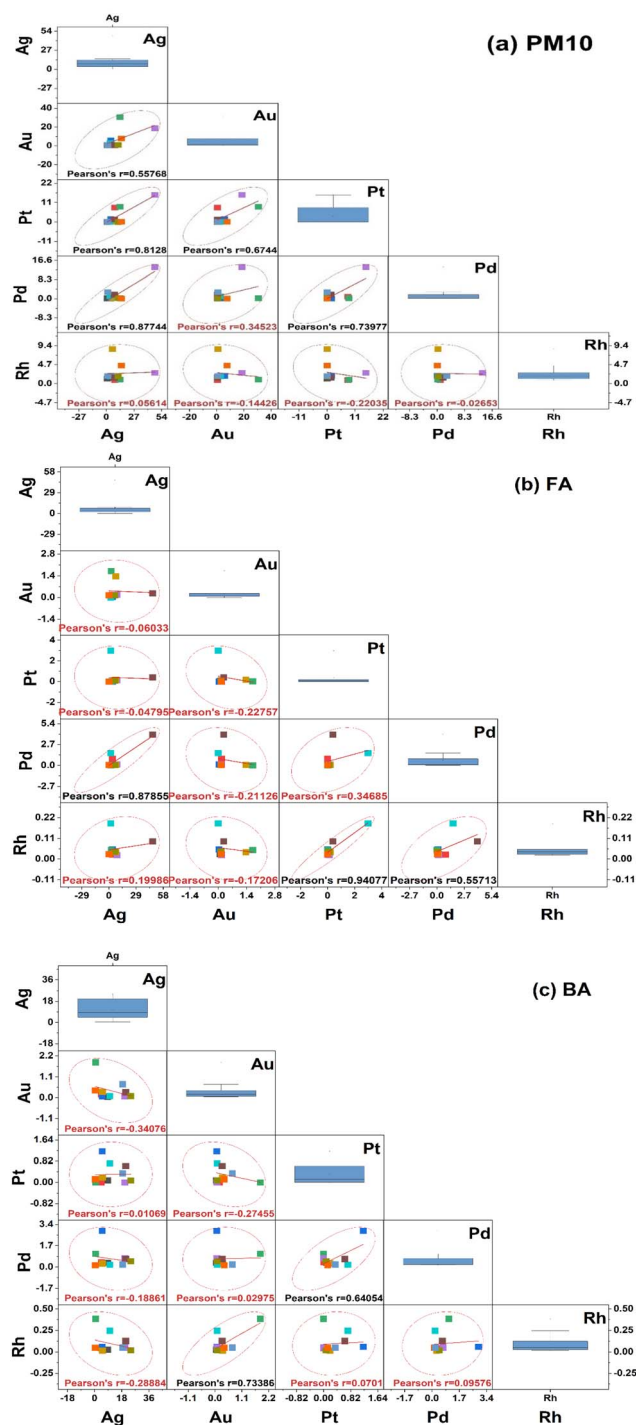 Ag
(a) PM10
Ag 54 27 0 -27 Ag
Au 40 20 0 -20 Au
Pearson's r=0.55768
Pt 22 11 0 -11 Pt
Pearson's r=0.8128 Pearson's r=0.6744
Pd 16.6 8.3 0.0 -8.3 Pd
Pearson's r=0.87744 Pearson's r=0.34523 Pearson's r=0.73977
Rh 9.4 4.7 0.0 -4.7 Rh 9.4 4.7 0.0 -4.7
Pearson's r=0.05614 Pearson's r=-0.14426 Pearson's r=-0.22035 Pearson's r=-0.02653
-27 0 27 54 -20 0 20 40 -11 0 11 22 -8.3 0.0 8.3 16.6 Rh
Ag Au Pt Pd Rh
Ag
(b) FA
Ag 58 29 0 -29 Ag
Au 2.8 1.4 0.0 -1.4 Au
Pearson's r=-0.06033
Pt 4 2 0 -2 Pt
Pearson's r=-0.04795 Pearson's r=-0.22757
Pd 5.4 2.7 0.0 -2.7 Pd
Pearson's r=0.87855 Pearson's r=-0.21126 Pearson's r=0.34685
Rh 0.22 0.11 0.00 -0.11 Rh 0.22 0.11 0.00 -0.11
Pearson's r=0.19986 Pearson's r=-0.17206 Pearson's r=0.94077 Pearson's r=0.55713
-29 0 29 58 -1.4 0.0 1.4 2.8 -2 0 2 4 -2.7 0.0 2.7 5.4 Rh
Ag Au Pt Pd Rh
Ag
(c) BA
Ag 36 18 0 -18 Ag
Au 2.2 1.1 0.0 -1.1 Au
Pearson's r=-0.34076
Pt 1.64 0.82 0.00 -0.82 Pt
Pearson's r=0.01069 Pearson's r=-0.27455
Pd 3.4 1.7 0.0 -1.7 Pd
Pearson's r=-0.18861 Pearson's r=0.02975 Pearson's r=0.64054
Rh 0.50 0.25 0.00 -0.25 Rh 0.50 0.25 0.00 -0.25
Pearson's r=-0.28884 Pearson's r=0.73386 Pearson's r=0.0701 Pearson's r=0.09576
-18 0 18 36 -1.1 0.0 1.1 2.2 -0.82 0.00 0.82 1.64 -1.7 0.0 1.7 3.4 Rh
Ag Au Pt Pd Rh